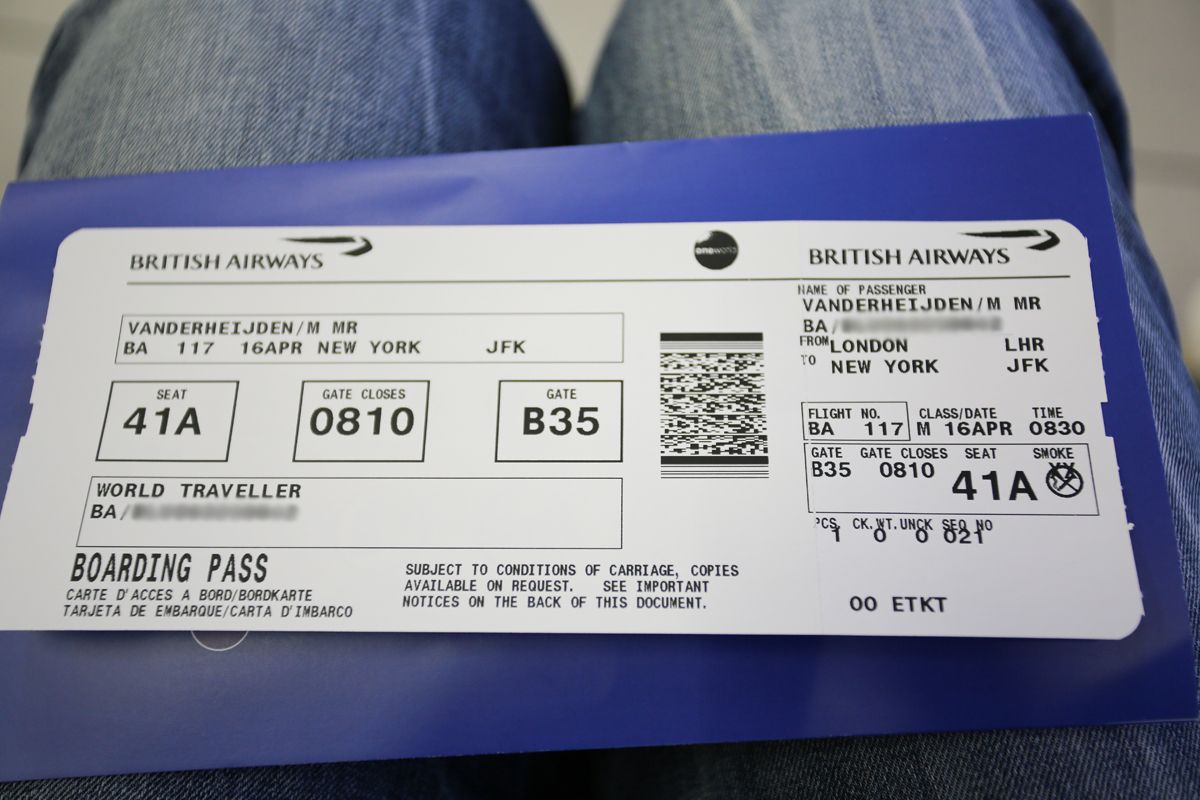 BRITISH AIRWAYS
oneworld
VANDERHEIJDEN/M MR
BA 117 16APR NEW YORK JFK
SEAT
41A
GATE CLOSES
0810
GATE
B35
WORLD TRAVELLER
BA/
BOARDING PASS
CARTE D'ACCES A BORD/BORDKARTE
TARJETA DE EMBARQUE/CARTA D'IMBARCO
SUBJECT TO CONDITIONS OF CARRIAGE, COPIES
AVAILABLE ON REQUEST. SEE IMPORTANT
NOTICES ON THE BACK OF THIS DOCUMENT.
BRITISH AIRWAYS
NAME OF PASSENGER
VANDERHEIJDEN/M MR
BA/
FROM LONDON LHR
TO NEW YORK JFK
FLIGHT NO. CLASS/DATE TIME
BA 117 M 16APR 0830
GATE GATE CLOSES SEAT SMOKE
B35 0810 41A
PCS. CK.WT.UNCK SEQ NO
1 0 0 021
00 ETKT